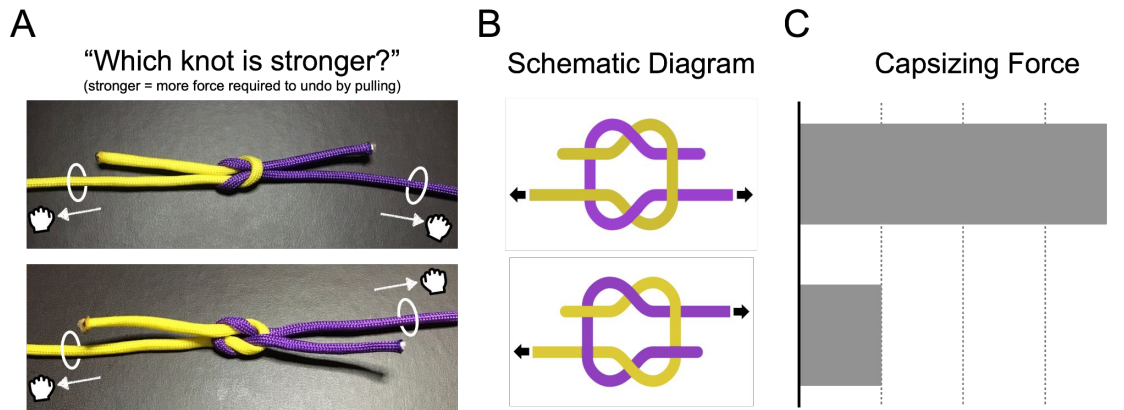 A
“Which knot is stronger?”
(stronger = more force required to undo by pulling)
B
Schematic Diagram
C
Capsizing Force